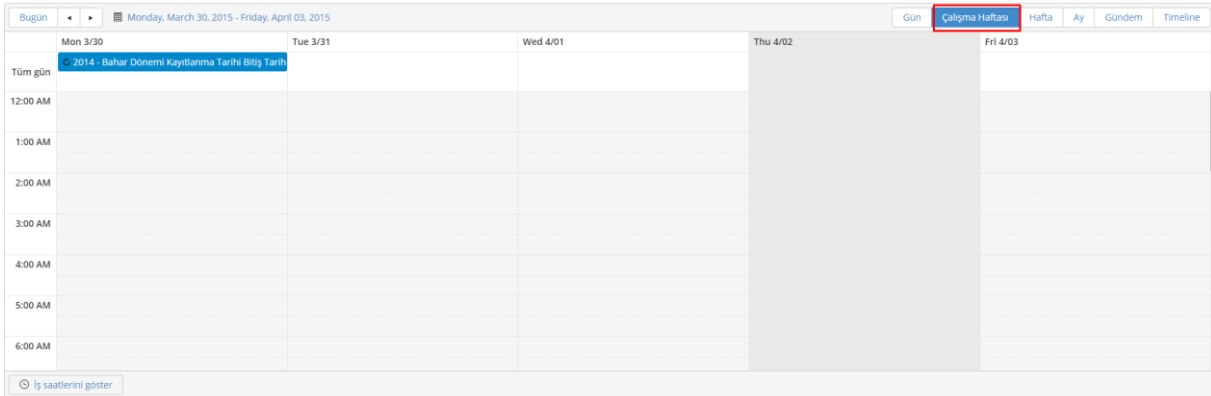 Bugün ◄ ► Monday, March 30, 2015 - Friday, April 03, 2015 Gün Çalışma Haftası Hafta Ay Gündem Timeline
Mon 3/30 Tue 3/31 Wed 4/01 Thu 4/02 Fri 4/03
Tüm gün 2014 - Bahar Dönemi Kayıtlanma Tarihi Bitiş Tarih
12:00 AM
1:00 AM
2:00 AM
3:00 AM
4:00 AM
5:00 AM
6:00 AM
İş saatlerini göster